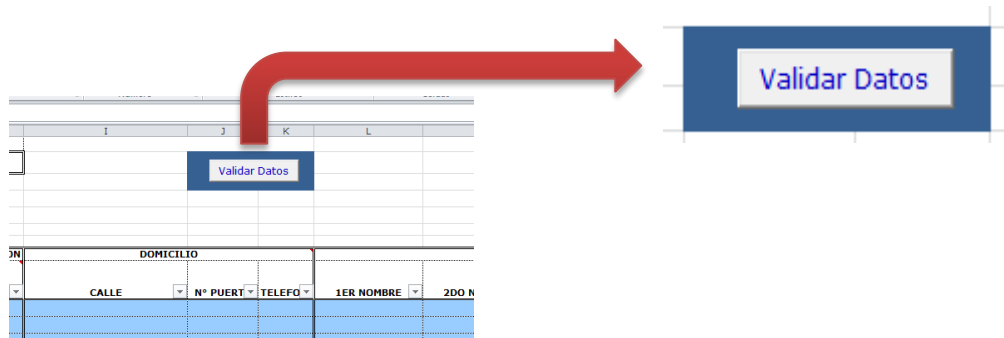 Validar Datos
I J K L
Validar Datos
DOMICILIO
CALLE N° PUERT TELEFO 1ER NOMBRE 2DO N